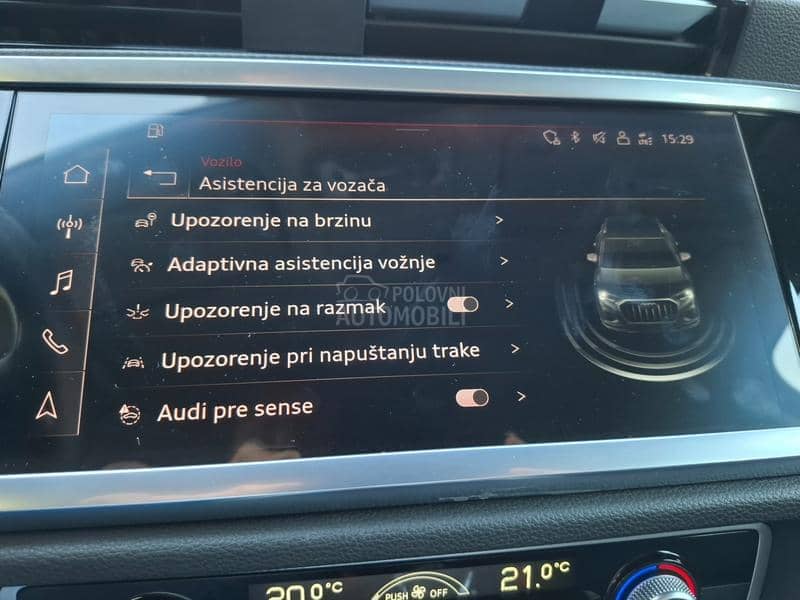 15:29
Vozilo
Asistencija za vozača
Upozorenje na brzinu
Adaptivna asistencija vožnje
Upozorenje na razmak
POLOVNI
AUTOMOBILI
Upozorenje pri napuštanju trake
Audi pre sense
20.0°C
PUSH OFF
21.0°C